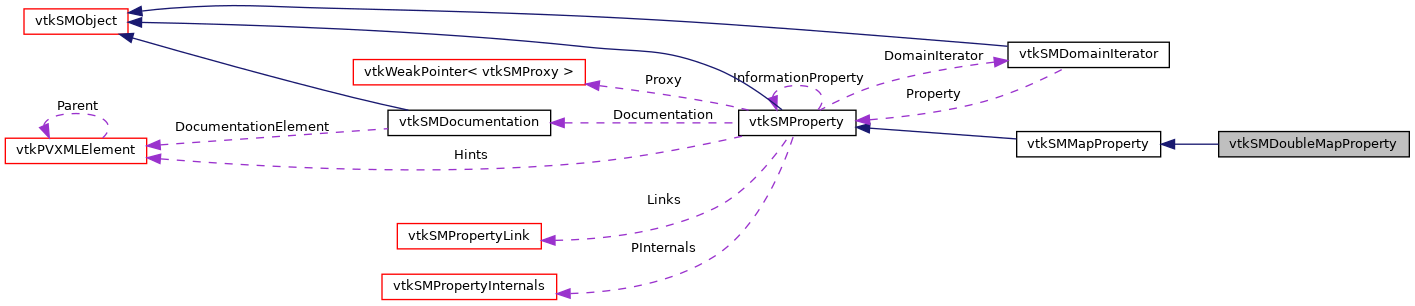 vtkSMObject
vtkSMDomainIterator
DomainIterator
vtkWeakPointer< vtkSMProxy >
Proxy
InformationProperty
Property
Parent
Documentation
vtkSMDocumentation
vtkSMProperty
DocumentationElement
vtkPVXMLElement
vtkSMMapProperty
vtkSMDoubleMapProperty
Hints
Links
vtkSMPropertyLink
PInternals
vtkSMPropertyInternals